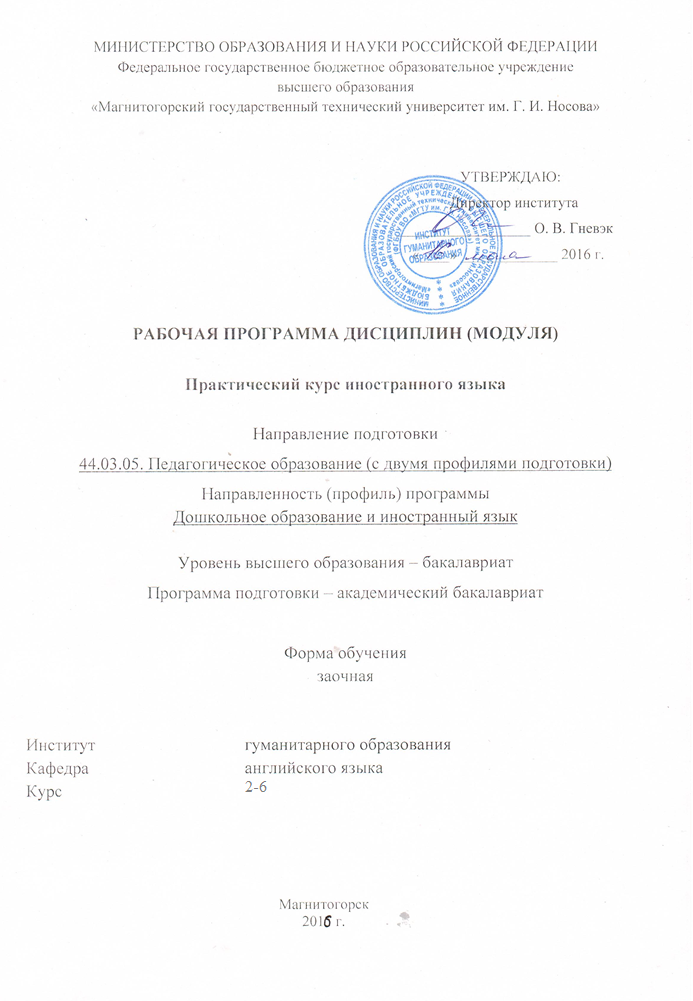 МИНИСТЕРСТВО ОБРАЗОВАНИЯ И НАУКИ РОССИЙСКОЙ ФЕДЕРАЦИИ
Федеральное государственное бюджетное образовательное учреждение
высшего образования
«Магнитогорский государственный технический университет им. Г. И. Носова»
УТВЕРЖДАЮ:
Директор института
О. В. Гневэк
2016 г.
ИНСТИТУТ
ГУМАНИТАРНОГО
ОБРАЗОВАНИЯ
РАБОЧАЯ ПРОГРАММА ДИСЦИПЛИН (МОДУЛЯ)
Практический курс иностранного языка
Направление подготовки
44.03.05. Педагогическое образование (с двумя профилями подготовки)
Направленность (профиль) программы
Дошкольное образование и иностранный язык
Уровень высшего образования – бакалавриат
Программа подготовки – академический бакалавриат
Форма обучения
заочная
Институт гуманитарного образования
Кафедра английского языка
Курс 2-6
Магнитогорск
2016 г.